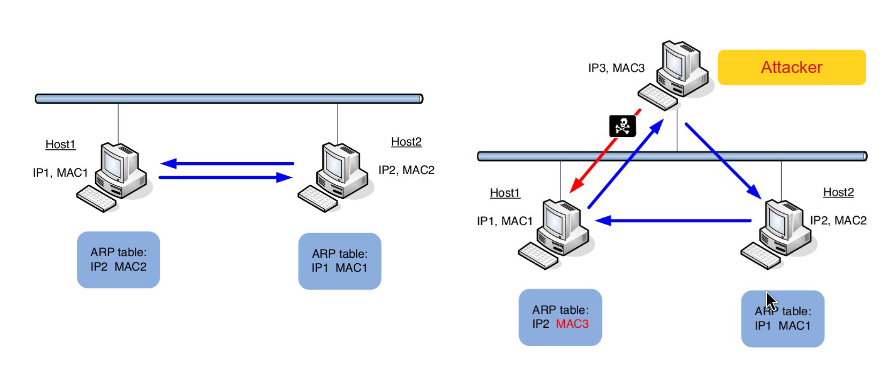 Host1
IP1, MAC1
Host2
IP2, MAC2
ARP table:
IP2 MAC2
ARP table:
IP1 MAC1
IP3, MAC3
Attacker
Host1
IP1, MAC1
Host2
IP2, MAC2
ARP table:
IP2 MAC3
ARP table:
IP1 MAC1